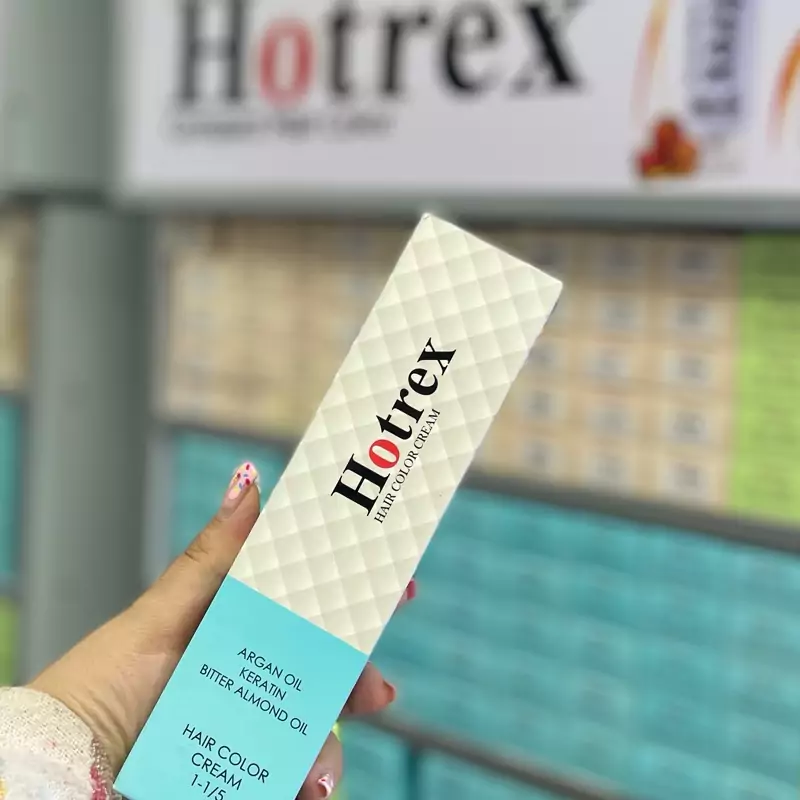 Hotrex
Hotrex
HAIR COLOR CREAM
ARGAN OIL
KERATIN
BITTER ALMOND OIL
HAIR COLOR
CREAM
1-1/5